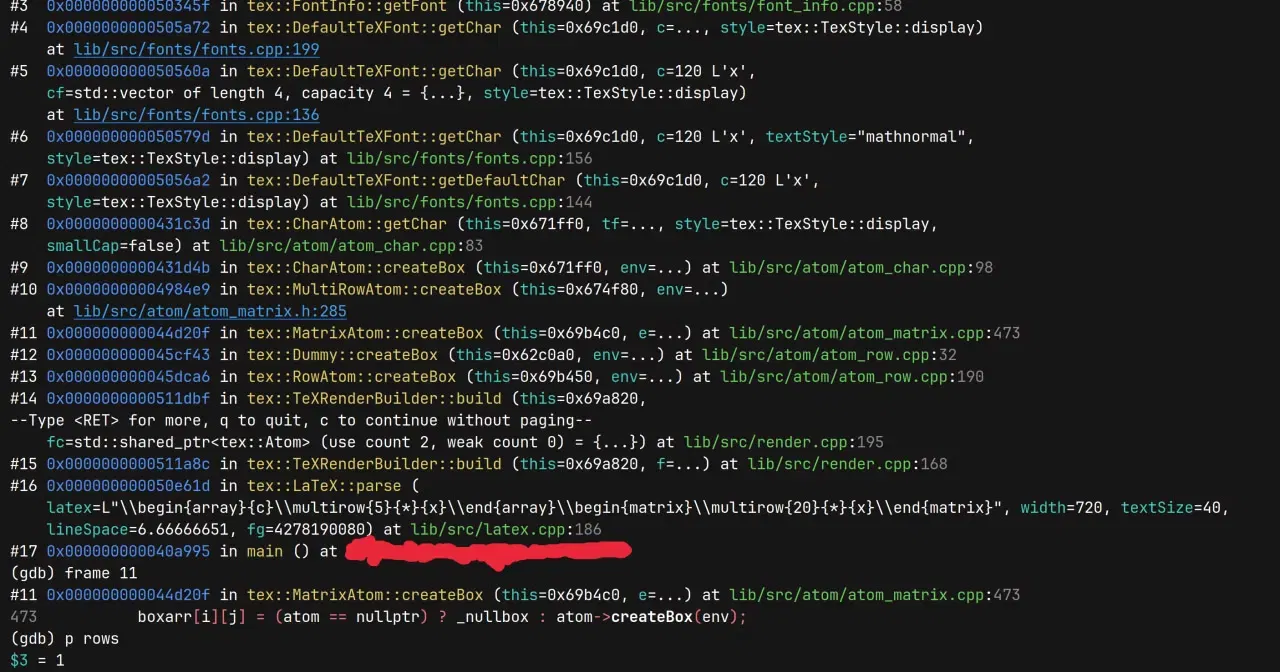 #3  0x000000000050345f in tex::FontInfo::getFont (this=0x678940) at lib/src/fonts/font_info.cpp:58
#4  0x0000000000505a72 in tex::DefaultTeXFont::getChar (this=0x69c1d0, c=..., style=tex::TexStyle::display)
    at lib/src/fonts/fonts.cpp:199
#5  0x000000000050560a in tex::DefaultTeXFont::getChar (this=0x69c1d0, c=120 L'x',
    cf=std::vector of length 4, capacity 4 = {...}, style=tex::TexStyle::display)
    at lib/src/fonts/fonts.cpp:136
#6  0x000000000050579d in tex::DefaultTeXFont::getChar (this=0x69c1d0, c=120 L'x', textStyle="mathnormal",
    style=tex::TexStyle::display) at lib/src/fonts/fonts.cpp:156
#7  0x00000000005056a2 in tex::DefaultTeXFont::getDefaultChar (this=0x69c1d0, c=120 L'x',
    style=tex::TexStyle::display) at lib/src/fonts/fonts.cpp:144
#8  0x0000000000431c3d in tex::CharAtom::getChar (this=0x671ff0, tf=..., style=tex::TexStyle::display,
    smallCap=false) at lib/src/atom/atom_char.cpp:83
#9  0x0000000000431d4b in tex::CharAtom::createBox (this=0x671ff0, env=...) at lib/src/atom/atom_char.cpp:98
#10 0x00000000004984e9 in tex::MultiRowAtom::createBox (this=0x674f80, env=...)
    at lib/src/atom/atom_matrix.h:285
#11 0x000000000044d20f in tex::MatrixAtom::createBox (this=0x69b4c0, e=...) at lib/src/atom/atom_matrix.cpp:473
#12 0x000000000045cf43 in tex::Dummy::createBox (this=0x62c0a0, env=...) at lib/src/atom/atom_row.cpp:32
#13 0x000000000045dca6 in tex::RowAtom::createBox (this=0x69b450, env=...) at lib/src/atom/atom_row.cpp:190
#14 0x0000000000511dbf in tex::TeXRenderBuilder::build (this=0x69a820,
--Type <RET> for more, q to quit, c to continue without paging--
    fc=std::shared_ptr<tex::Atom> (use count 2, weak count 0) = {...}) at lib/src/render.cpp:195
#15 0x0000000000511a8c in tex::TeXRenderBuilder::build (this=0x69a820, f=...) at lib/src/render.cpp:168
#16 0x000000000050e61d in tex::LaTeX::parse (
    latex=L"\\begin{array}{c}\\multirow{5}{*}{x}\\end{array}\\begin{matrix}\\multirow{20}{*}{x}\\end{matrix}", width=720, textSize=40,
    lineSpace=6.66666651, fg=4278190080) at lib/src/latex.cpp:186
#17 0x000000000040a995 in main () at
(gdb) frame 11
#11 0x000000000044d20f in tex::MatrixAtom::createBox (this=0x69b4c0, e=...) at lib/src/atom/atom_matrix.cpp:473
473           boxarr[i][j] = (atom == nullptr) ? _nullbox : atom->createBox(env);
(gdb) p rows
$3 = 1